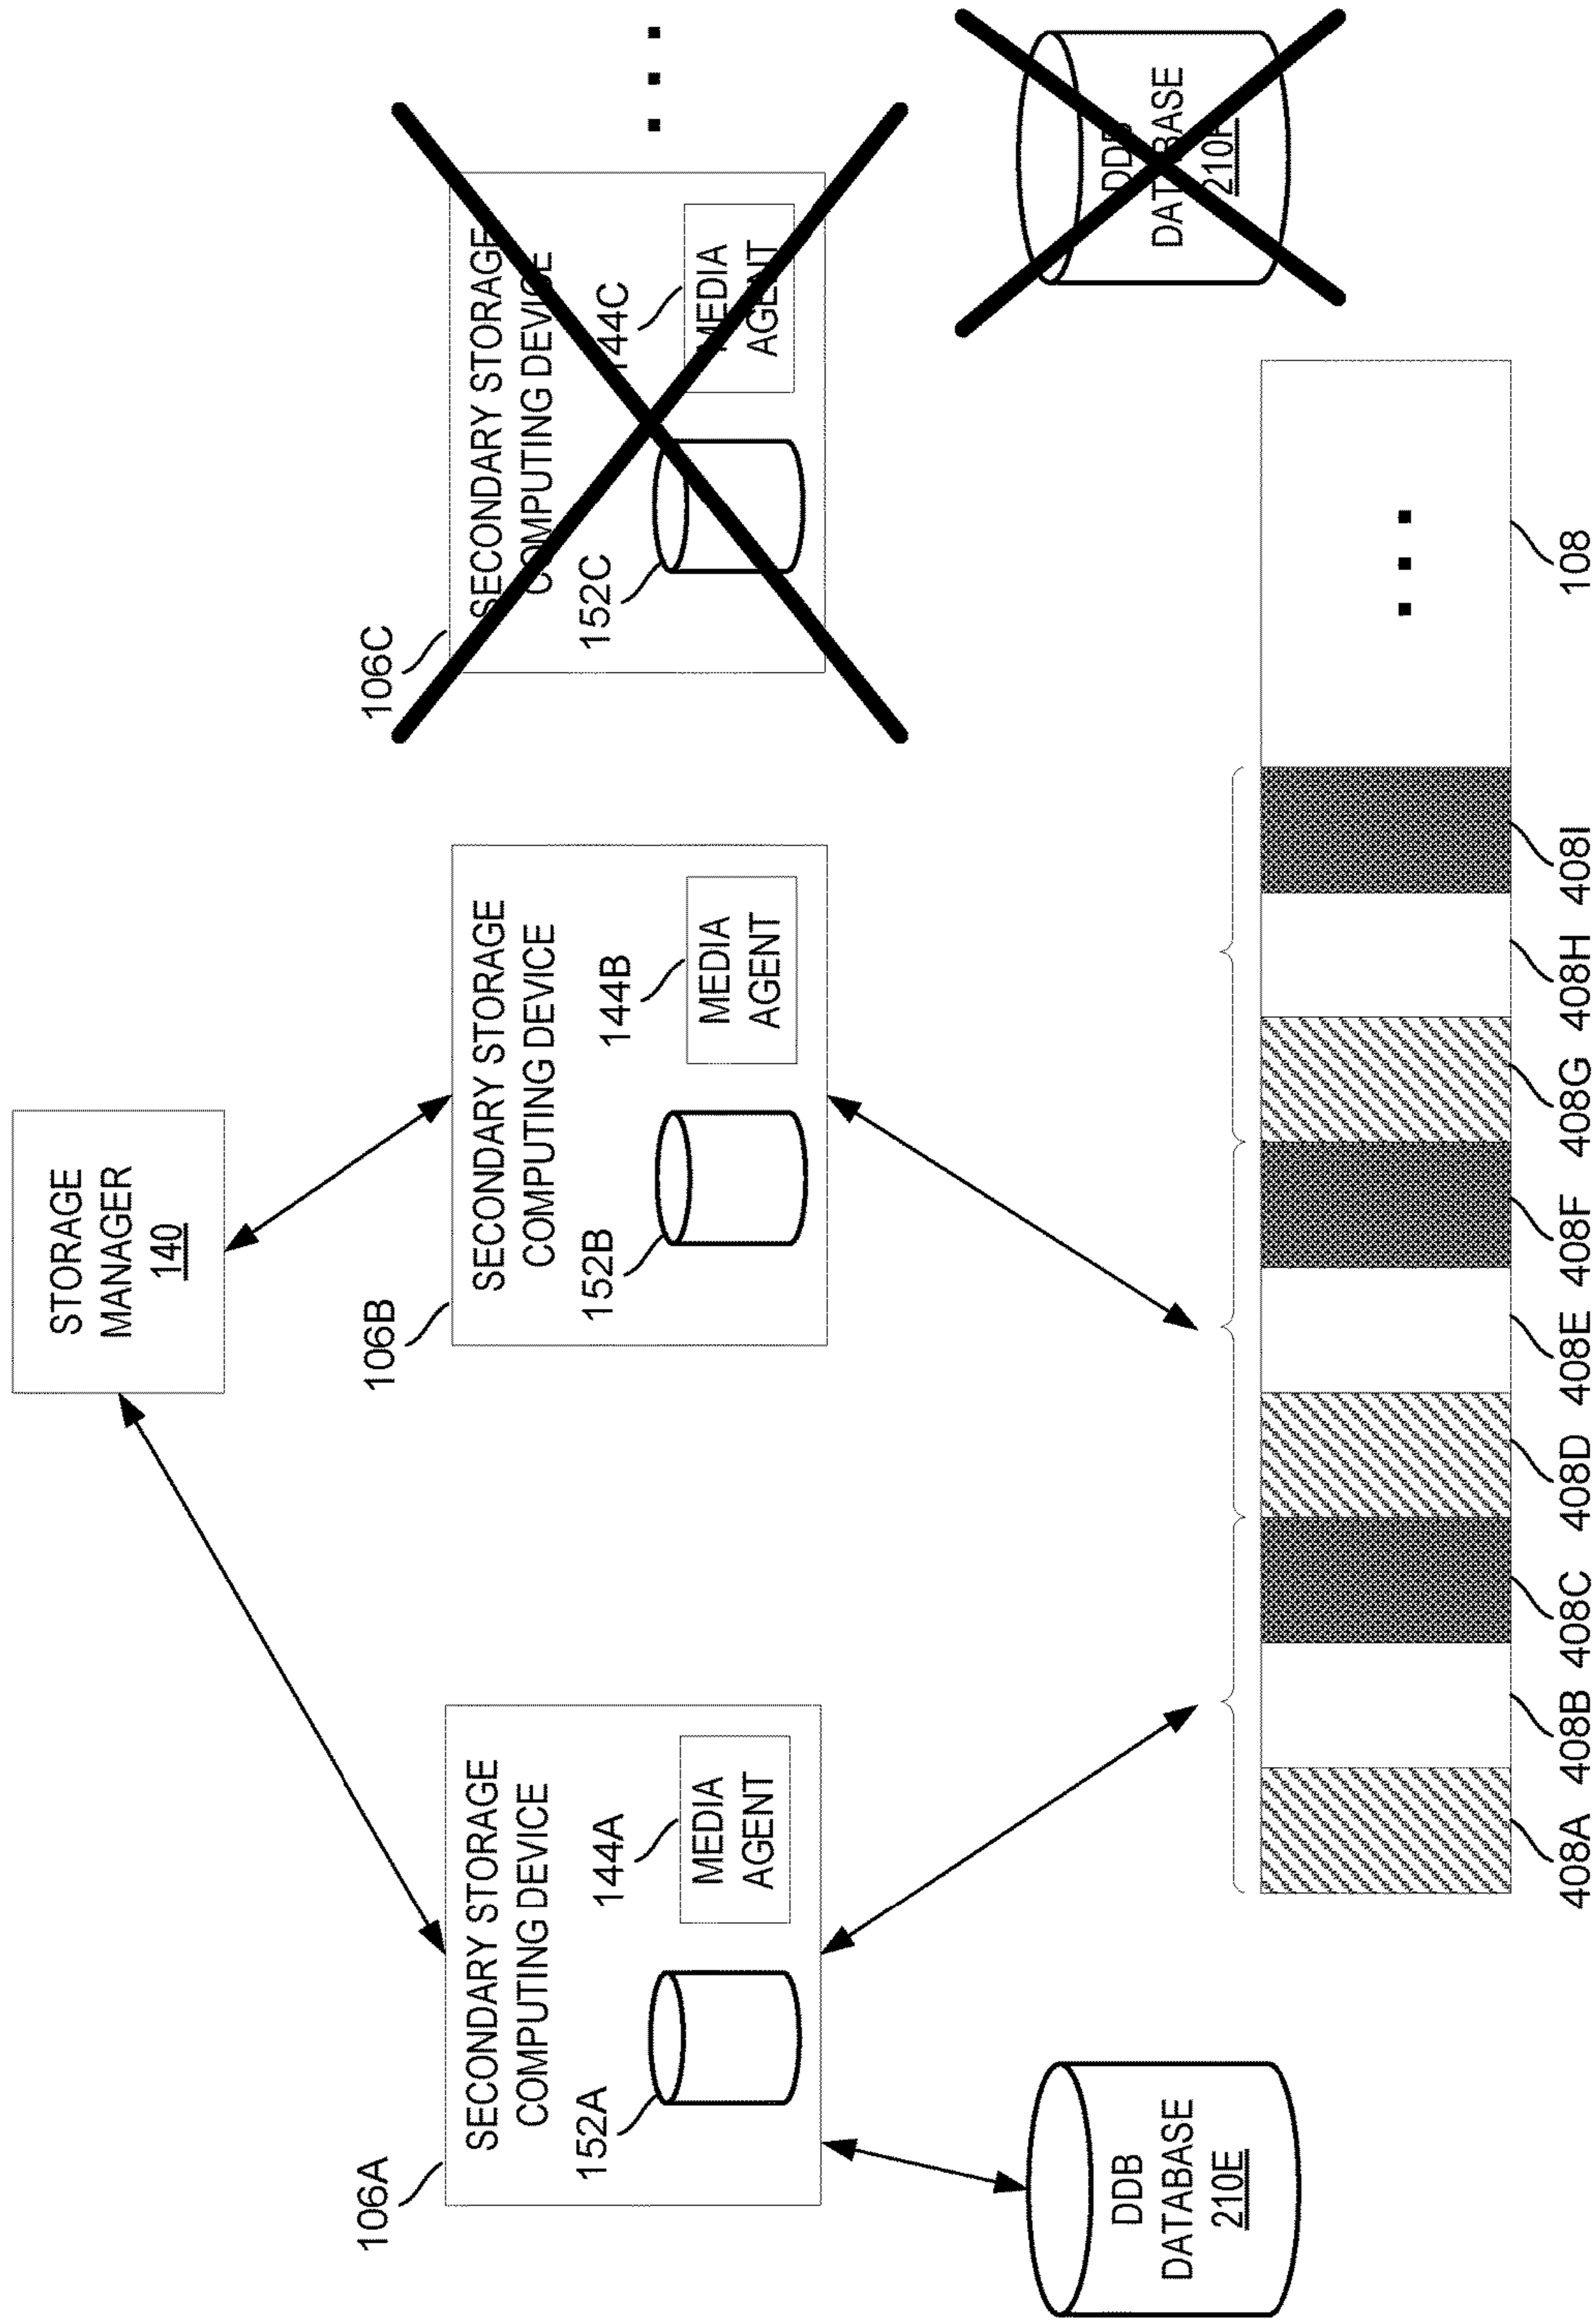 STORAGE
MANAGER
140
106A
SECONDARY STORAGE
COMPUTING DEVICE
152A
144A
MEDIA
AGENT
106B
SECONDARY STORAGE
COMPUTING DEVICE
152B
144B
MEDIA
AGENT
106C
SECONDARY STORAGE
COMPUTING DEVICE
152C
144C
MEDIA
AGENT
. . .
DDB
DATABASE
210E
DDB
DATABASE
. . .
408A 408B 408C 408D 408E 408F 408G 408H 408I 108